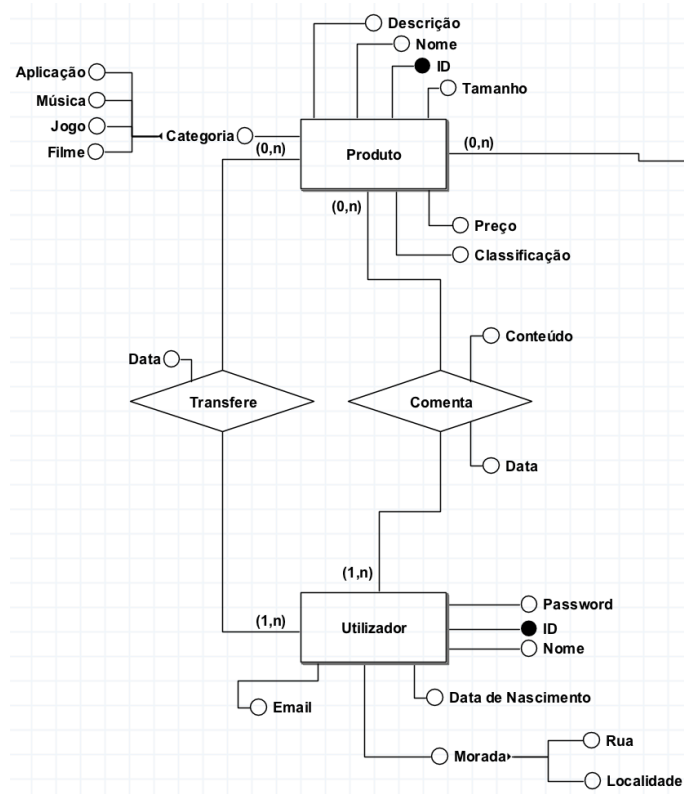 Descrição
Nome
ID
Tamanho
Aplicação
Música
Jogo
Filme
Categoria
(0,n)
Produto
(0,n)
(0,n)
Preço
Classificação
Conteúdo
Data
Transfere
Comenta
Data
(1,n)
(1,n)
Utilizador
Password
ID
Nome
Email
Data de Nascimento
Morada
Rua
Localidade